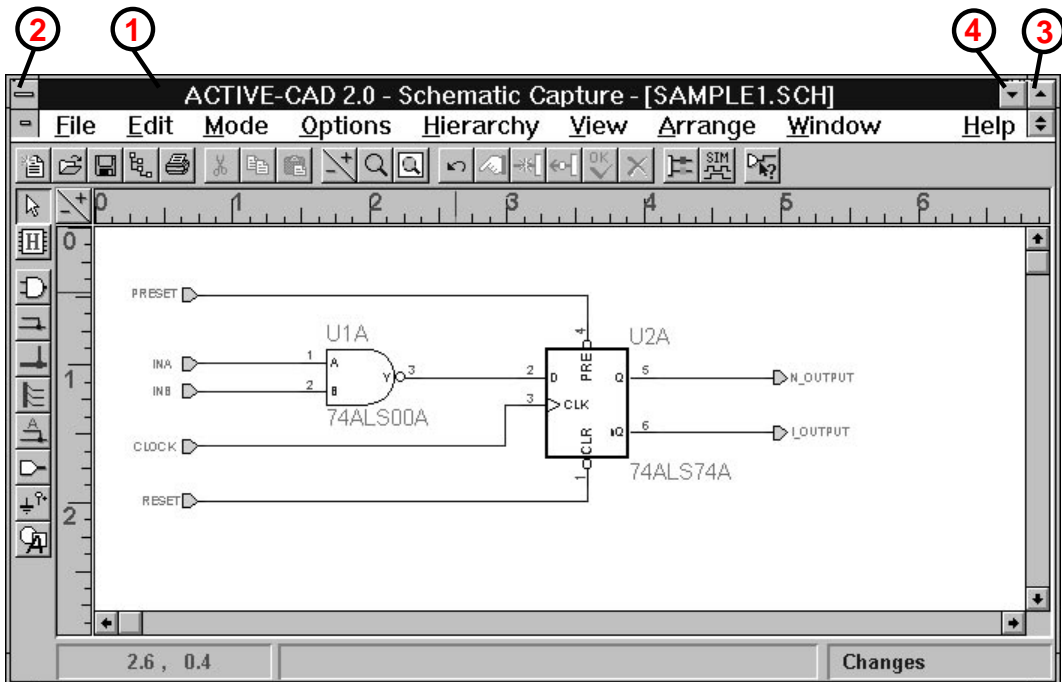 2 1 4 3
ACTIVE-CAD 2.0 - Schematic Capture - [SAMPLE1.SCH]
File Edit Mode Options Hierarchy View Arrange Window Help
OK SIM
0 1 2 3 4 5 6
H
0
PRESET
4
U1A
U2A
PRE
INA 1 A
Y 3 2 D Q 5 N_OUTPUT
1
INB 2 B
3 CLK
74ALS00A
A
CLOCK
CLR
6 I_OUTPUT
74ALS74A
1
RESET
2
A
2.6 , 0.4 Changes